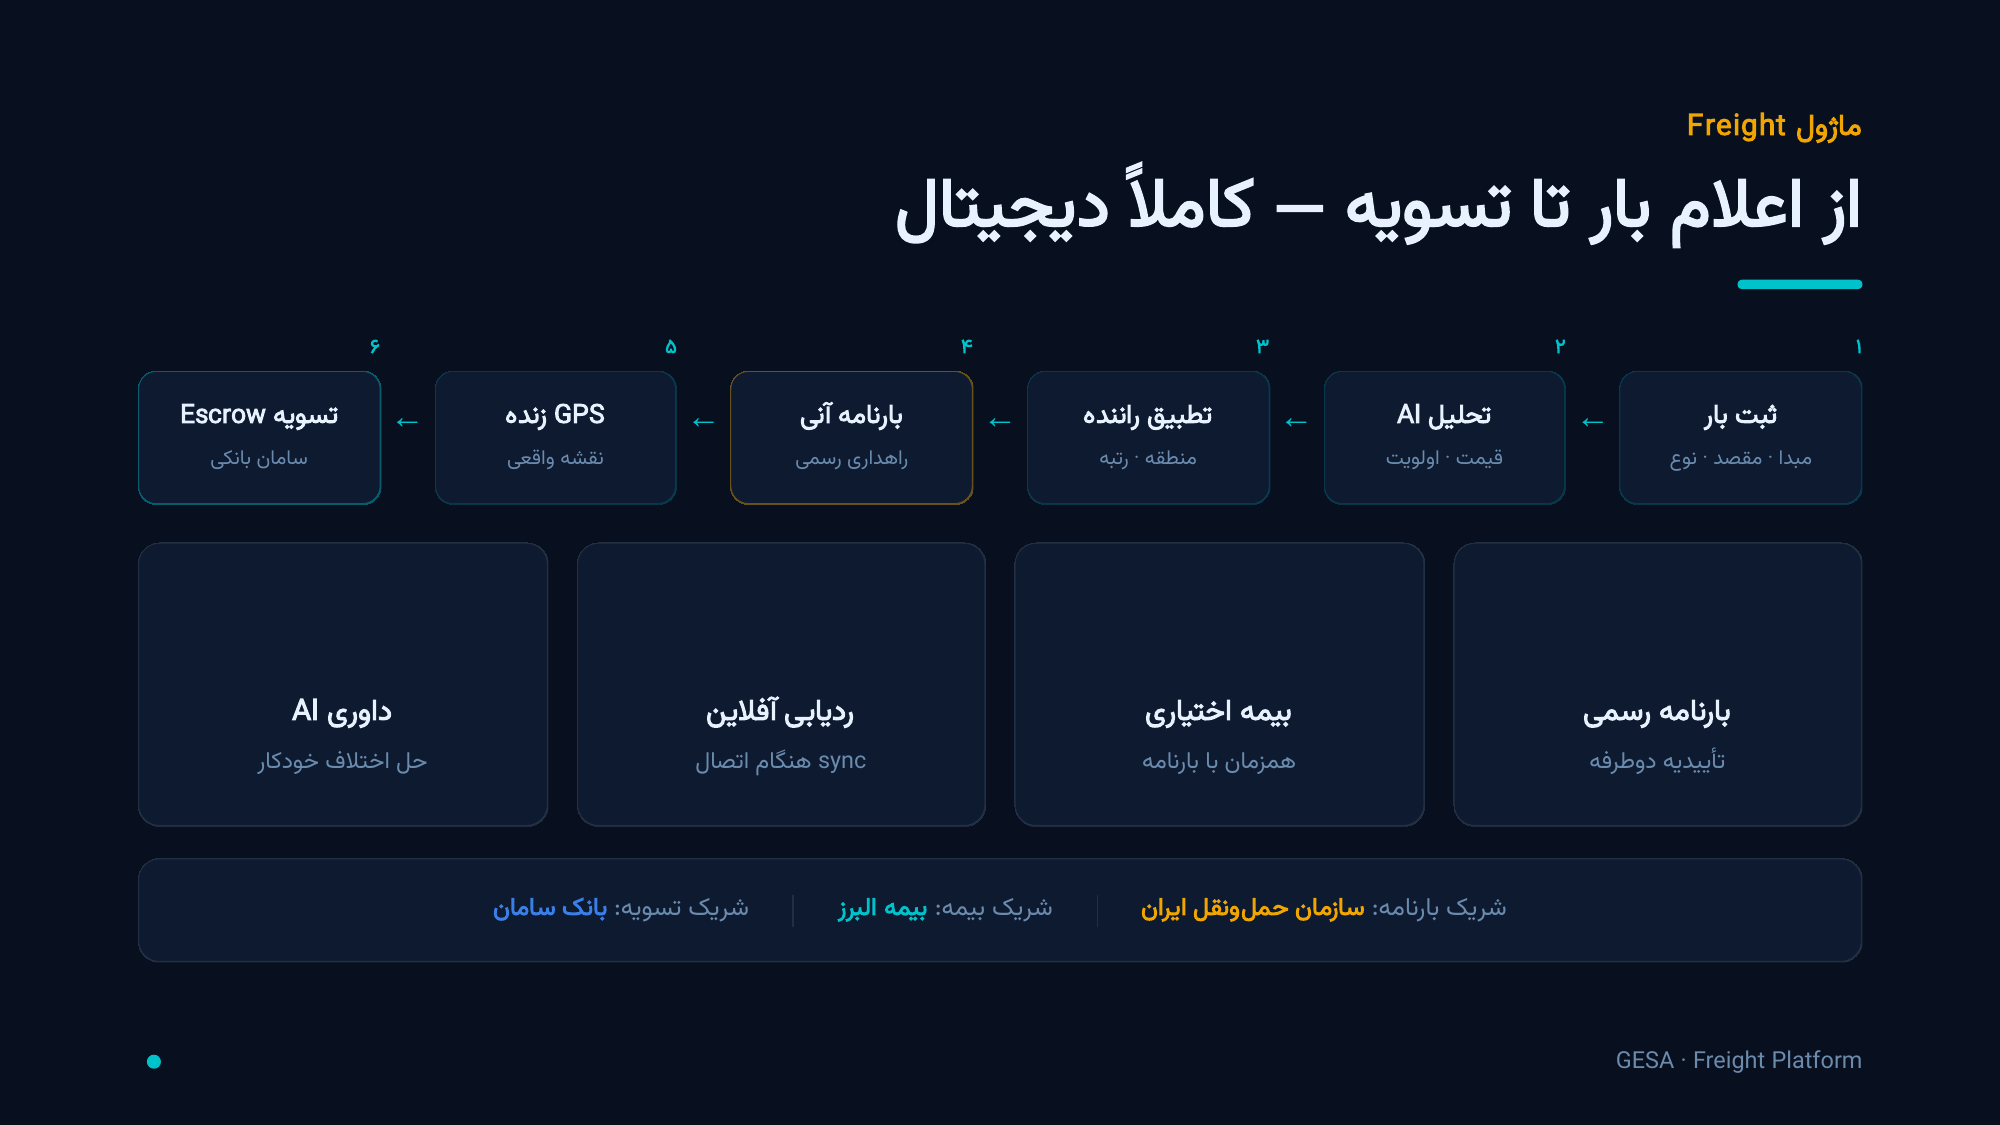 ماژول Freight
از اعلام بار تا تسویه — کاملاً دیجیتال
۱
ثبت بار
مبدا · مقصد · نوع
←
۲
تحلیل AI
قیمت · اولویت
←
۳
تطبیق راننده
منطقه · رتبه
←
۴
بارنامه آنی
راهداری رسمی
←
۵
GPS زنده
نقشه واقعی
←
۶
تسویه Escrow
سامان بانکی
بارنامه رسمی
تأییدیه دوطرفه
بیمه اختیاری
همزمان با بارنامه
ردیابی آفلاین
sync هنگام اتصال
داوری AI
حل اختلاف خودکار
شریک بارنامه: سازمان حمل‌ونقل ایران
شریک بیمه: بیمه البرز
شریک تسویه: بانک سامان
GESA · Freight Platform